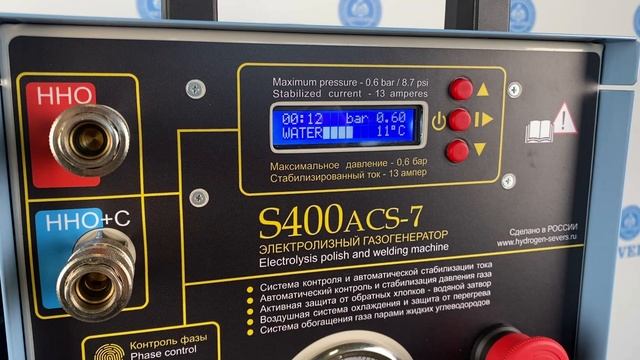 HHO
Maximum pressure - 0.6 bar / 8.7 psi
Stabilized current - 13 amperes
00:12 bar 0.60
WATER 11°C
Максимальное давление - 0,6 бар
Стабилизированный ток - 13 ампер
HHO+C
S400ACS-7
ЭЛЕКТРОЛИЗНЫЙ ГАЗОГЕНЕРАТОР
Electrolysis polish and welding machine
Сделано в РОССИИ
www.hydrogen-severs.ru
Система контроля и автоматической стабилизации тока
Автоматический контроль и стабилизация давления газа
Активная защита от обратных хлопков - водяной затвор
Воздушная система охлаждения и защита от перегрева
Система обогащения газа парами жидких углеводородов
Контроль фазы
Phase control